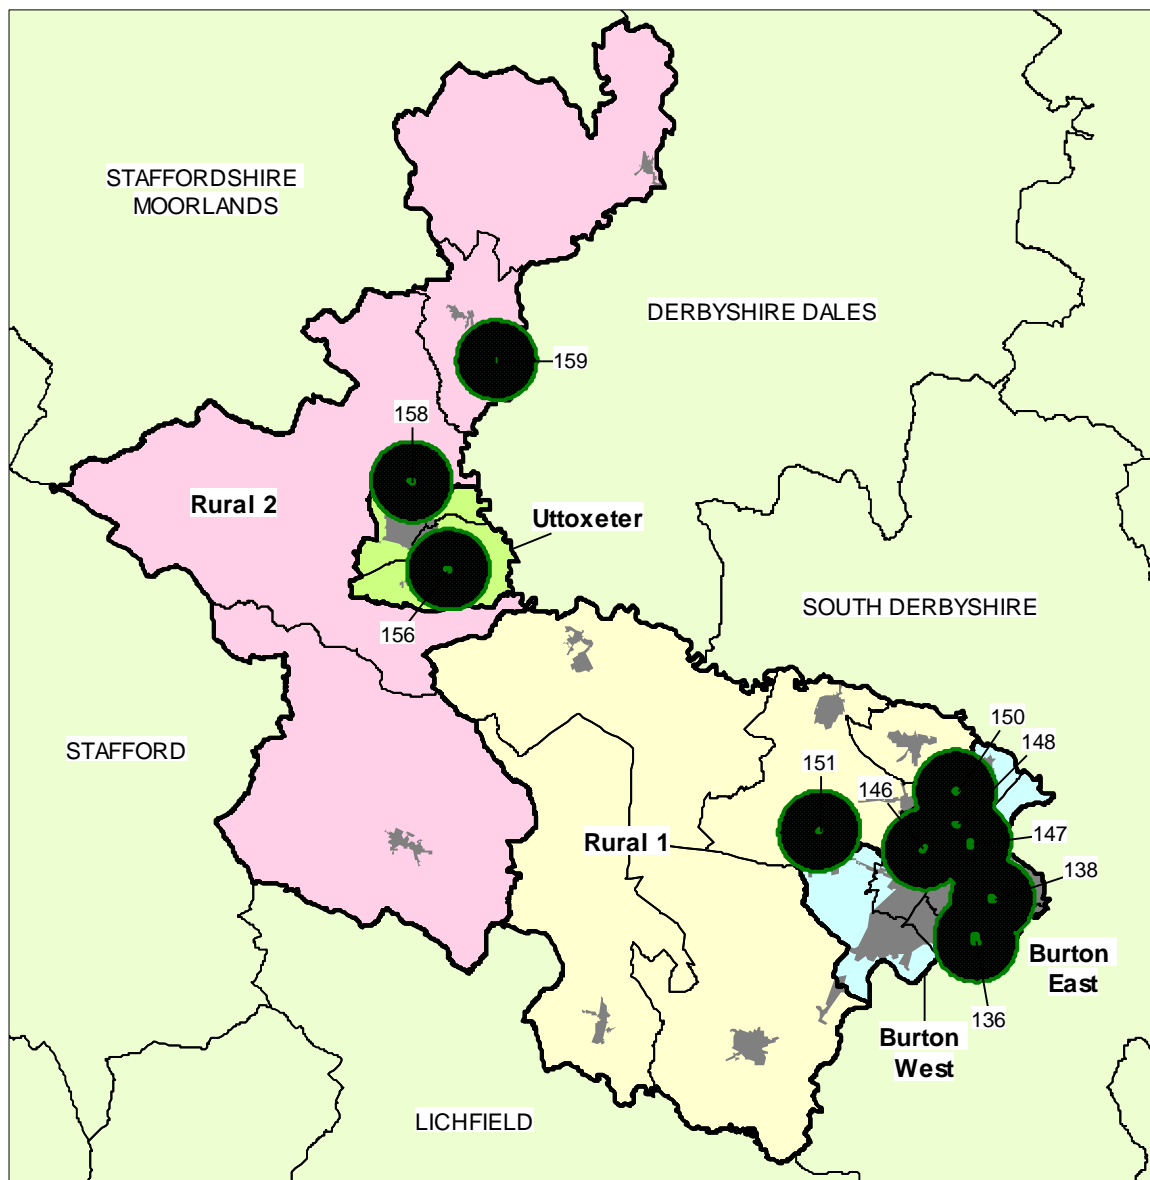 STAFFORDSHIRE
MOORLANDS
DERBYSHIRE DALES
159
158
Rural 2
Uttoxeter
156
SOUTH DERBYSHIRE
150
148
STAFFORD
151
146
147
Rural 1
138
Burton
East
136
Burton
West
LICHFIELD